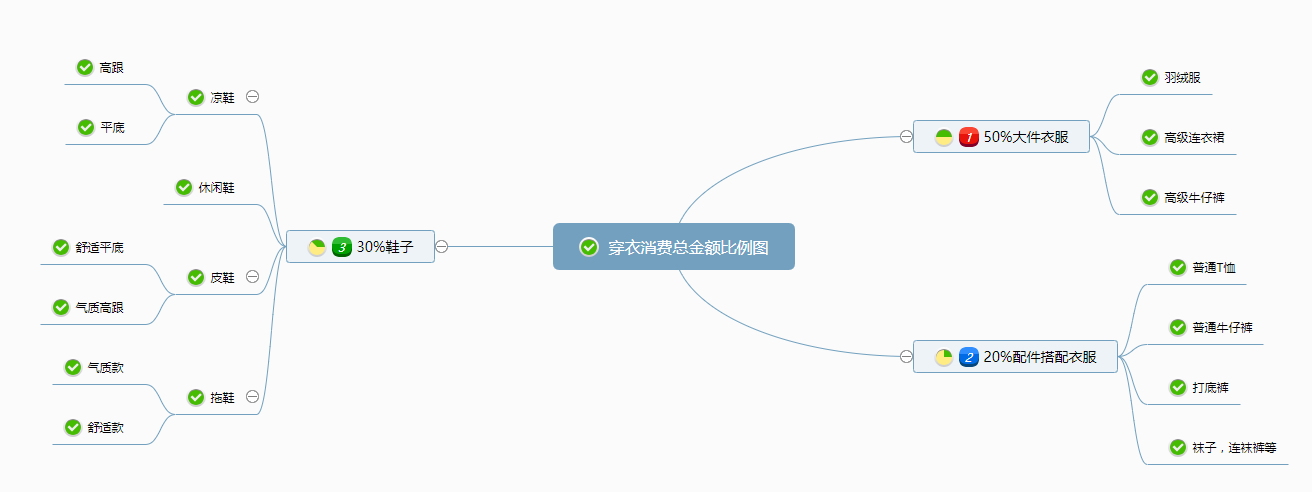 穿衣消费总金额比例图
1 50%大件衣服
羽绒服
高级连衣裙
高级牛仔裤
2 20%配件搭配衣服
普通T恤
普通牛仔裤
打底裤
袜子，连袜裤等
3 30%鞋子
凉鞋
高跟
平底
休闲鞋
皮鞋
舒适平底
气质高跟
拖鞋
气质款
舒适款